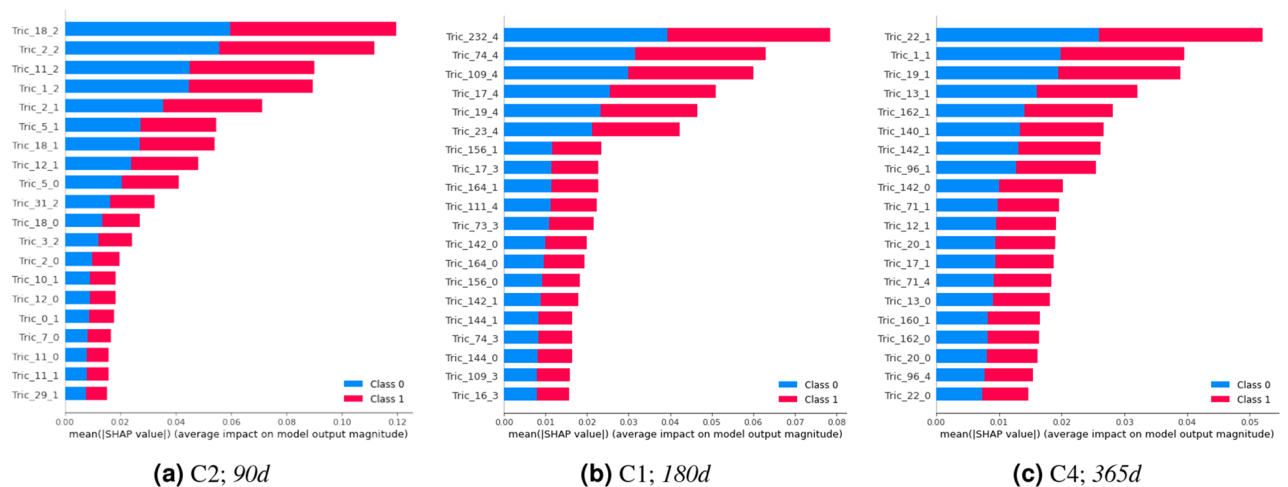 Tric_18_2
Tric_2_2
Tric_11_2
Tric_1_2
Tric_2_1
Tric_5_1
Tric_18_1
Tric_12_1
Tric_5_0
Tric_31_2
Tric_18_0
Tric_3_2
Tric_2_0
Tric_10_1
Tric_12_0
Tric_0_1
Tric_7_0
Tric_11_0
Tric_11_1
Tric_29_1
Class 0
Class 1
0.00 0.02 0.04 0.06 0.08 0.10 0.12
mean(|SHAP value|) (average impact on model output magnitude)
(a) C2; 90d
Tric_232_4
Tric_74_4
Tric_109_4
Tric_17_4
Tric_19_4
Tric_23_4
Tric_156_1
Tric_17_3
Tric_164_1
Tric_111_4
Tric_73_3
Tric_142_0
Tric_164_0
Tric_156_0
Tric_142_1
Tric_144_1
Tric_74_3
Tric_144_0
Tric_109_3
Tric_16_3
Class 0
Class 1
0.00 0.01 0.02 0.03 0.04 0.05 0.06 0.07 0.08
mean(|SHAP value|) (average impact on model output magnitude)
(b) C1; 180d
Tric_22_1
Tric_1_1
Tric_19_1
Tric_13_1
Tric_162_1
Tric_140_1
Tric_142_1
Tric_96_1
Tric_142_0
Tric_71_1
Tric_12_1
Tric_20_1
Tric_17_1
Tric_71_4
Tric_13_0
Tric_160_1
Tric_162_0
Tric_20_0
Tric_96_4
Tric_22_0
Class 0
Class 1
0.00 0.01 0.02 0.03 0.04 0.05
mean(|SHAP value|) (average impact on model output magnitude)
(c) C4; 365d